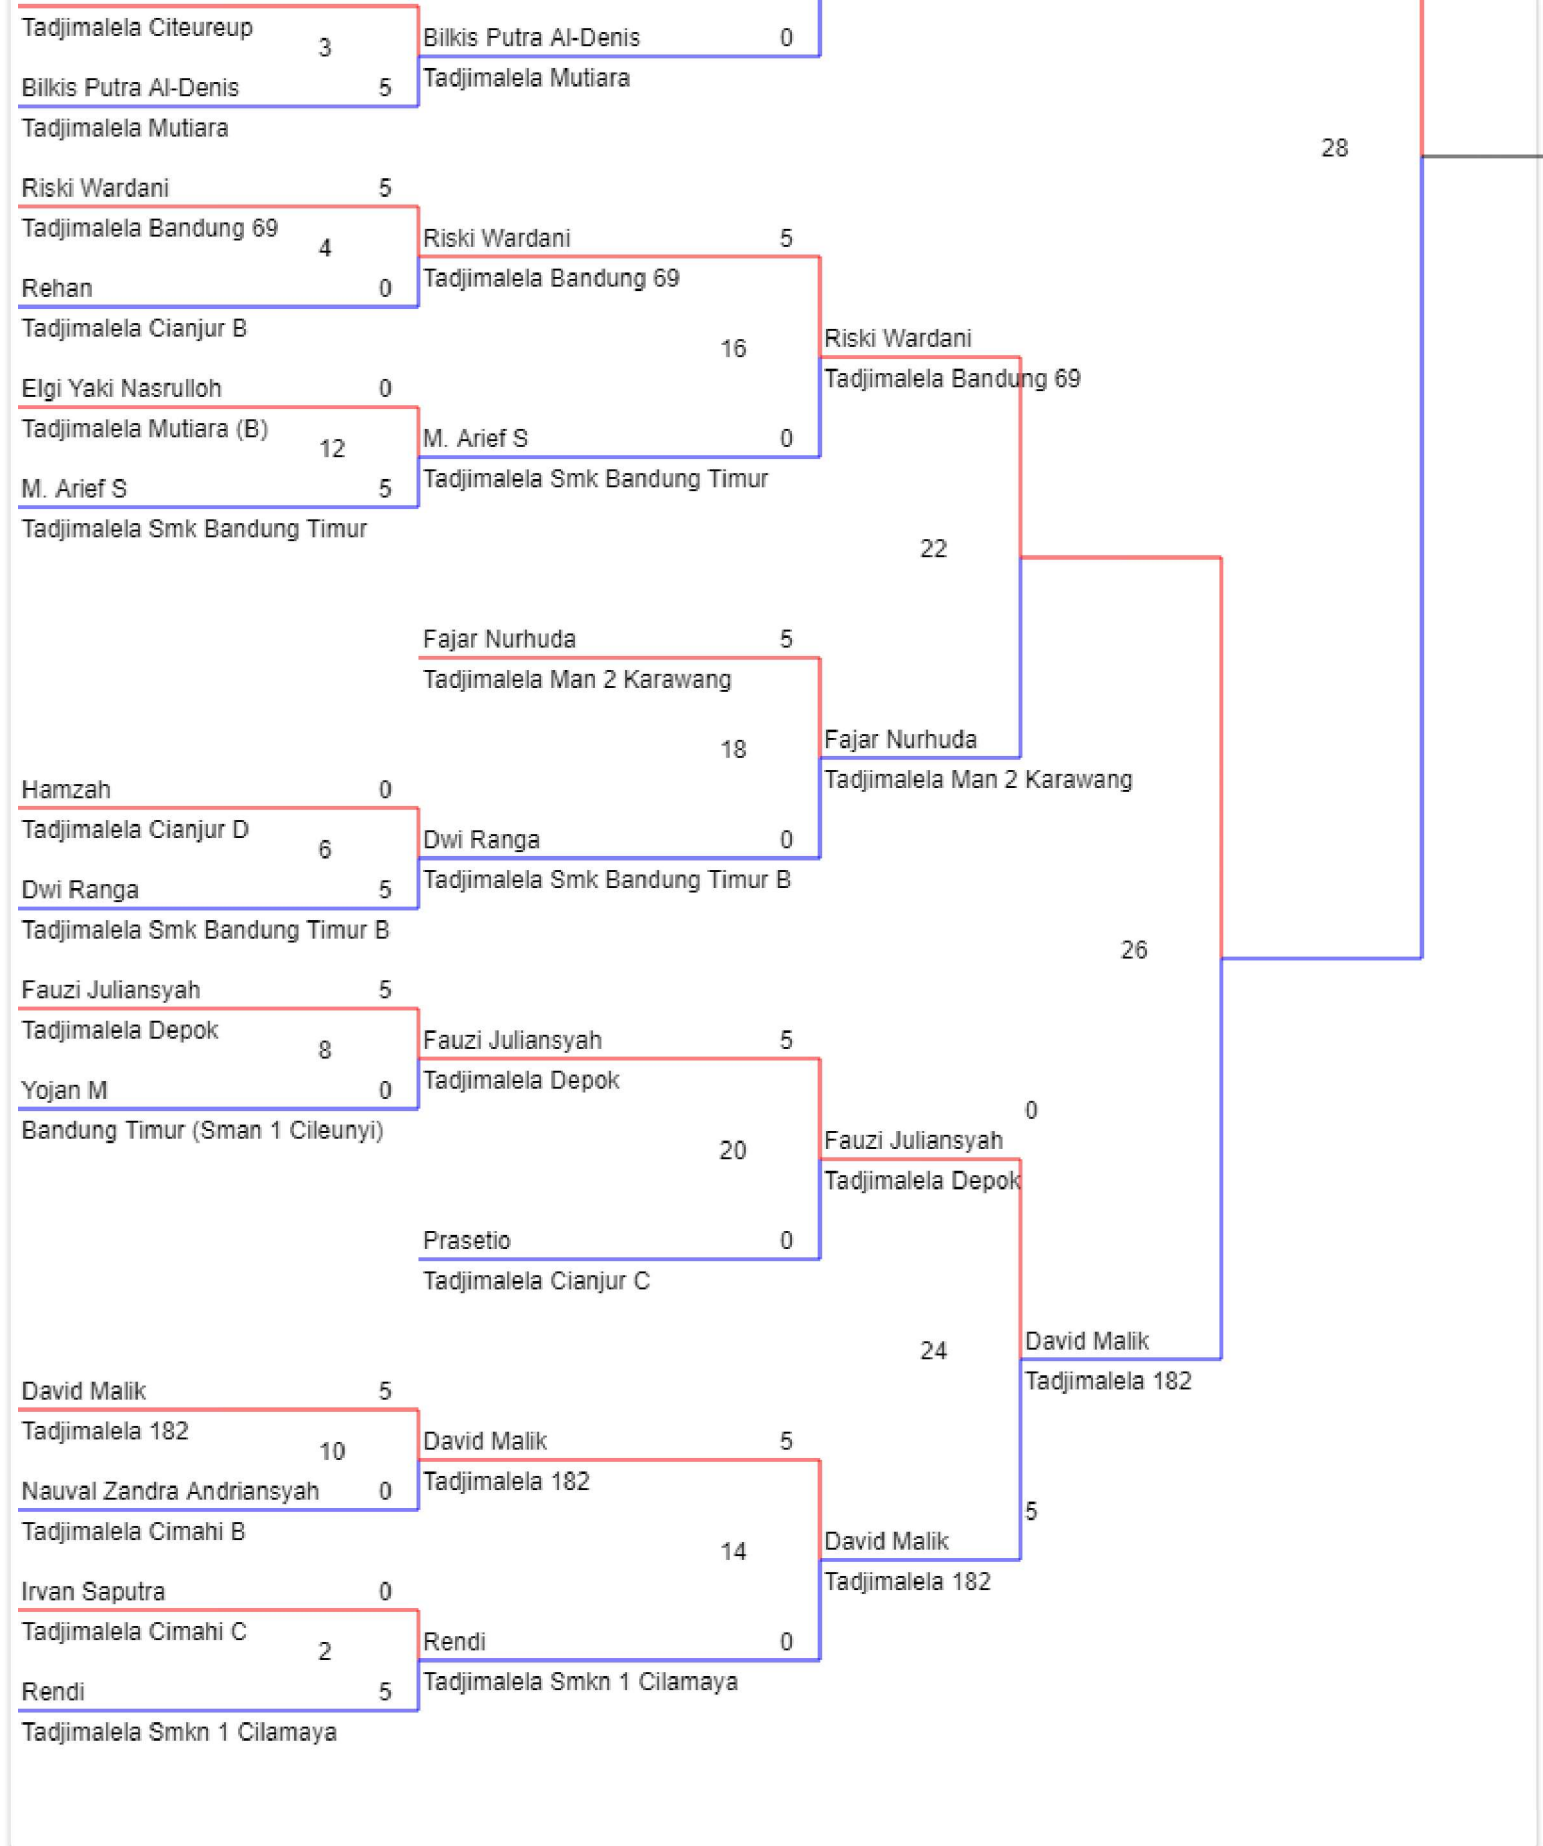 Tadjimalela Citeureup
3
Bilkis Putra Al-Denis 5
Tadjimalela Mutiara
Riski Wardani 5
Tadjimalela Bandung 69
4
Rehan 0
Tadjimalela Cianjur B
Elgi Yaki Nasrulloh 0
Tadjimalela Mutiara (B)
12
M. Arief S 5
Tadjimalela Smk Bandung Timur
Hamzah 0
Tadjimalela Cianjur D
6
Dwi Ranga 5
Tadjimalela Smk Bandung Timur B
Fauzi Juliansyah 5
Tadjimalela Depok
8
Yojan M 0
Bandung Timur (Sman 1 Cileunyi)
David Malik 5
Tadjimalela 182
10
Nauval Zandra Andriansyah 0
Tadjimalela Cimahi B
Irvan Saputra 0
Tadjimalela Cimahi C
2
Rendi 5
Tadjimalela Smkn 1 Cilamaya
Bilkis Putra Al-Denis 0
Tadjimalela Mutiara
Riski Wardani 5
Tadjimalela Bandung 69
16
M. Arief S 0
Tadjimalela Smk Bandung Timur
Fajar Nurhuda 5
Tadjimalela Man 2 Karawang
18
Dwi Ranga 0
Tadjimalela Smk Bandung Timur B
Fauzi Juliansyah 5
Tadjimalela Depok
20
Prasetio 0
Tadjimalela Cianjur C
David Malik 5
Tadjimalela 182
14
Rendi 0
Tadjimalela Smkn 1 Cilamaya
Riski Wardani
Tadjimalela Bandung 69
22
Fajar Nurhuda
Tadjimalela Man 2 Karawang
0
Fauzi Juliansyah
Tadjimalela Depok
24
5
David Malik
Tadjimalela 182
26
David Malik
Tadjimalela 182
28